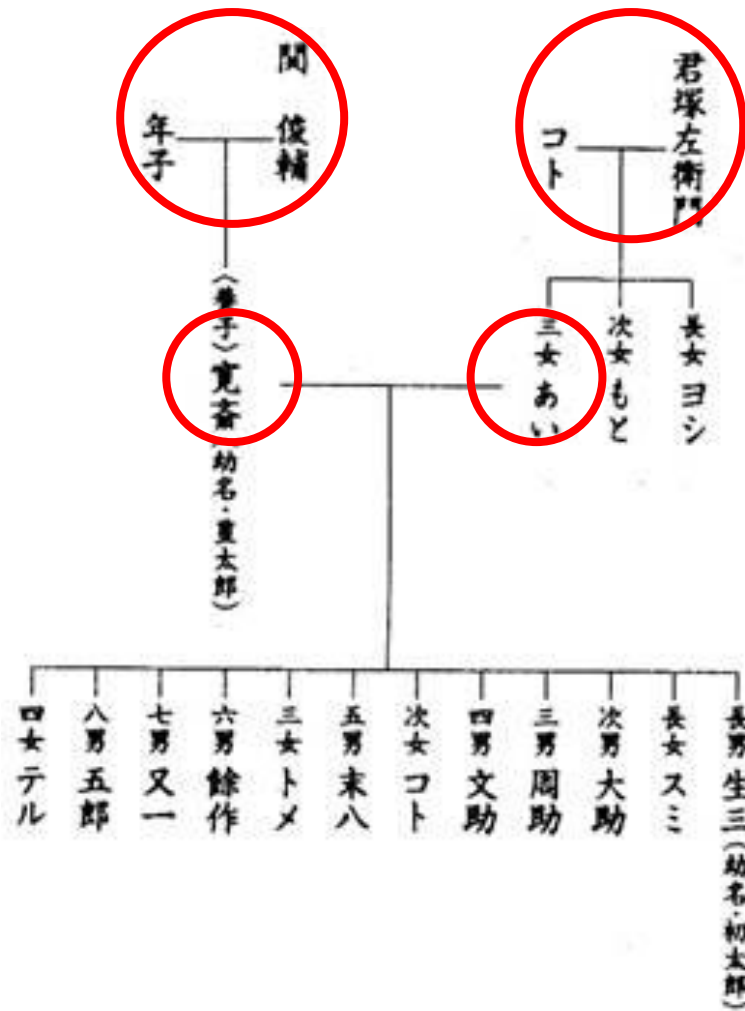 君塚左衛門
コト
関 俊輔
年子
長女 ヨシ
次女 もと
三女 あい
(養子)寛斎(幼名・豊太郎)
長男 生三(幼名・初太郎)
長女 スミ
次男 大助
三男 周助
四男 文助
次女 コト
五男 末八
三女 トメ
六男 餘作
七男 又一
八男 五郎
四女 テル